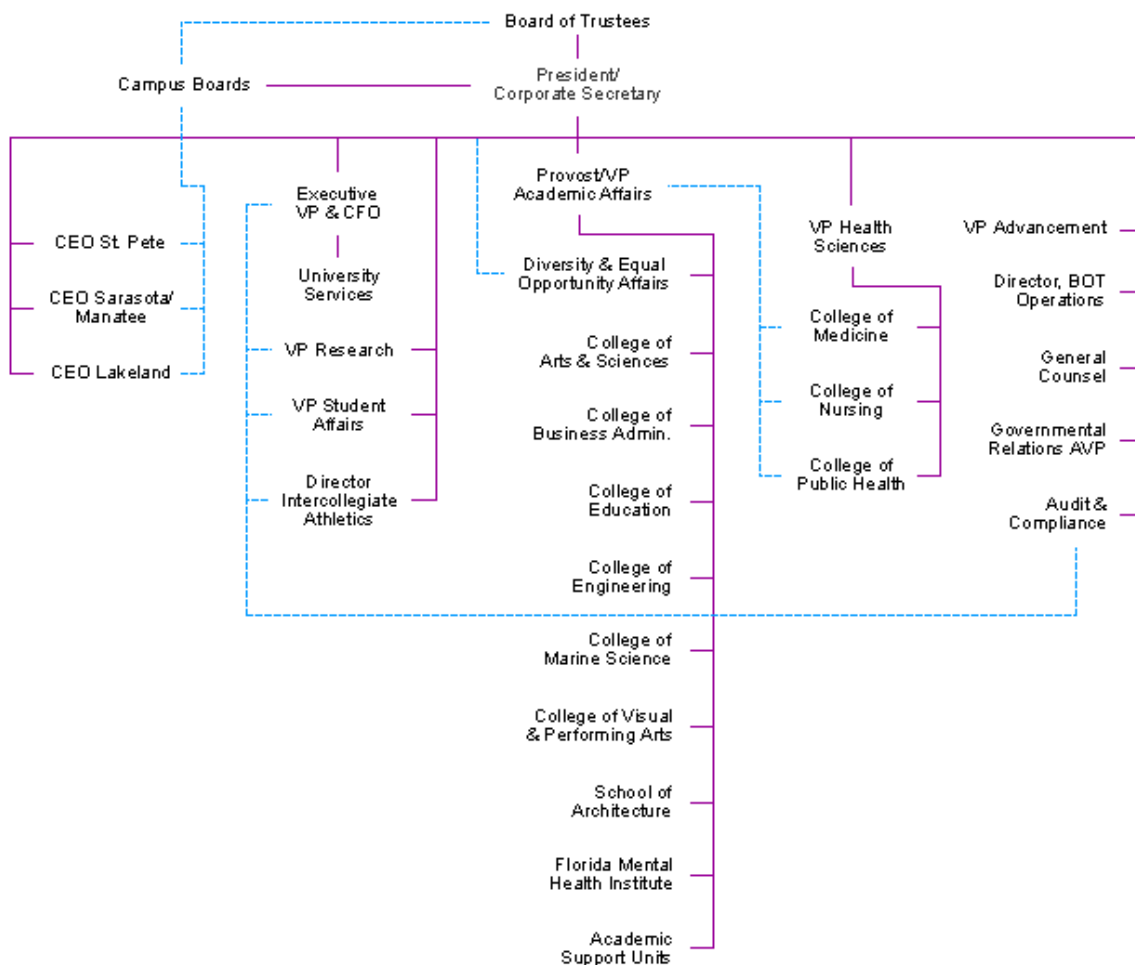 Board of Trustees
Campus Boards
President/
Corporate Secretary
CEO St. Pete
CEO Sarasota/
Manatee
CEO Lakeland
Executive
VP & CFO
University
Services
VP Research
VP Student
Affairs
Director
Intercollegiate
Athletics
Provost/VP
Academic Affairs
Diversity & Equal
Opportunity Affairs
College of
Arts & Sciences
College of
Business Admin.
College of
Education
College of
Engineering
College of
Marine Science
College of Visual
& Performing Arts
School of
Architecture
Florida Mental
Health Institute
Academic
Support Units
VP Health
Sciences
College of
Medicine
College of
Nursing
College of
Public Health
VP Advancement
Director, BOT
Operations
General
Counsel
Governmental
Relations AVP
Audit &
Compliance